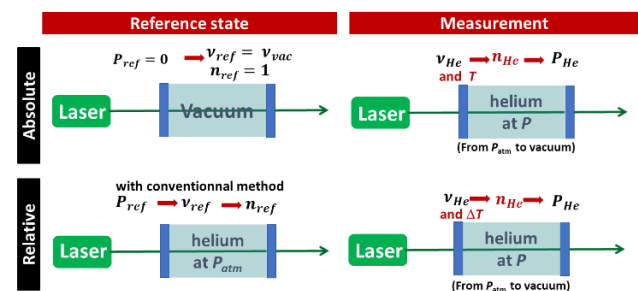 Reference state
Measurement
Absolute
P_ref = 0 → ν_ref = ν_vac
n_ref = 1
Laser
Vacuum
ν_He → n_He → P_He
and T
Laser
helium
at P
(From P_atm to vacuum)
Relative
with conventionnal method
P_ref → ν_ref → n_ref
Laser
helium
at P_atm
ν_He → n_He → P_He
and ΔT
Laser
helium
at P
(From P_atm to vacuum)